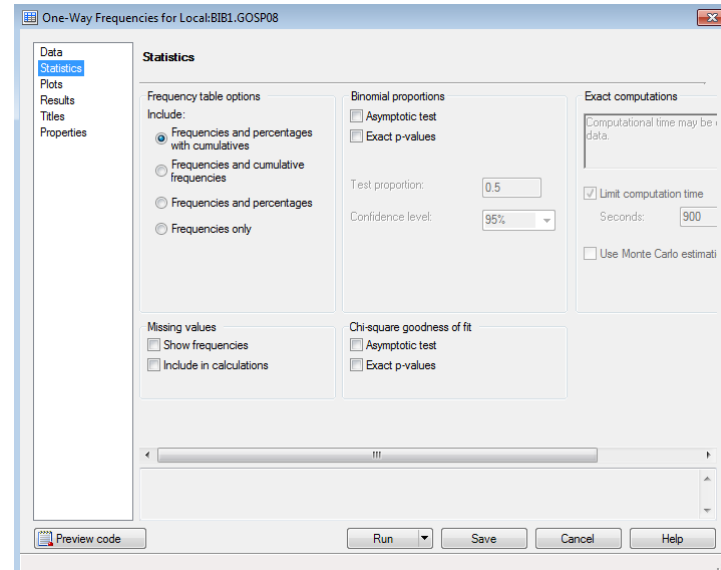 One-Way Frequencies for Local:BIB1.GOSP08
Data
Statistics
Plots
Results
Titles
Properties
Statistics
Frequency table options
Include:
Frequencies and percentages
with cumulatives
Frequencies and cumulative
frequencies
Frequencies and percentages
Frequencies only
Binomial proportions
Asymptotic test
Exact p-values
Test proportion:
0.5
Confidence level:
95%
Exact computations
Computational time may be
data.
Limit computation time
Seconds:
900
Use Monte Carlo estimati
Missing values
Show frequencies
Include in calculations
Chi-square goodness of fit
Asymptotic test
Exact p-values
Preview code
Run
Save
Cancel
Help